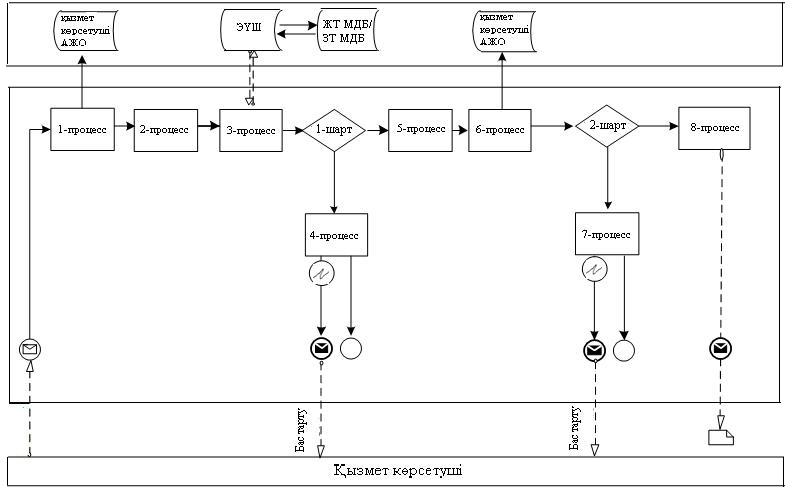 қызмет
көрсетуші
АЖО
ЭҮШ
ЖТ МДБ/
ЗТ МДБ
қызмет
көрсетуші
АЖО
1-процесс
2-процесс
3-процесс
1-шарт
5-процесс
6-процесс
2-шарт
8-процесс
4-процесс
7-процесс
Бас тарту
Бас тарту
Қызмет көрсетуші